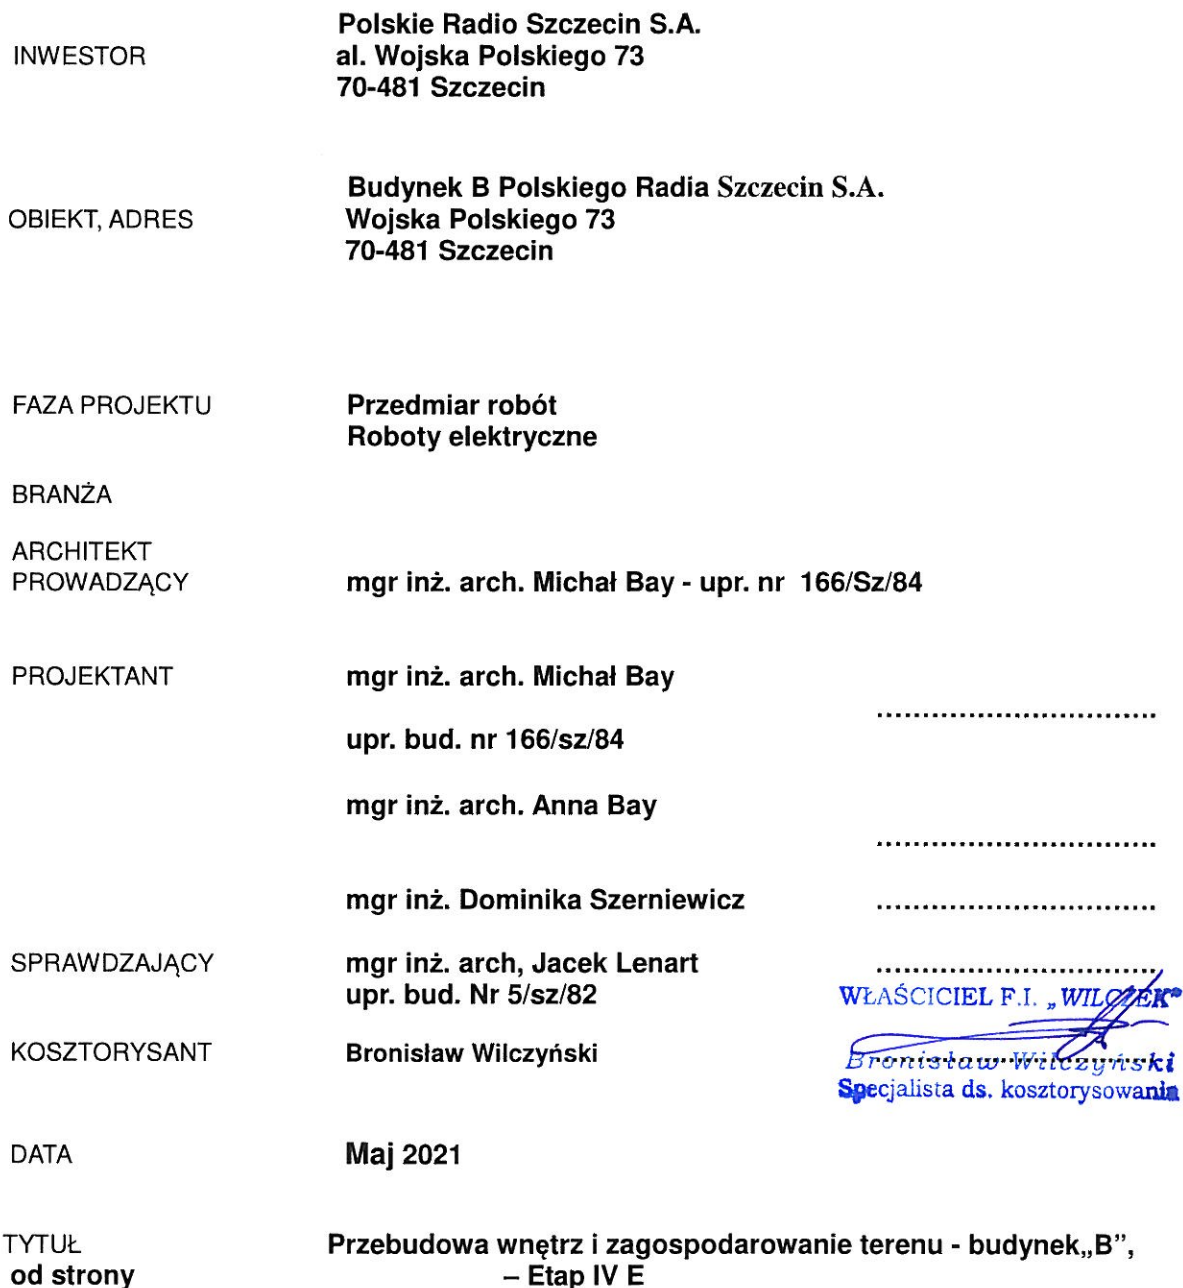 Polskie Radio Szczecin S.A.
INWESTOR al. Wojska Polskiego 73
70-481 Szczecin
Budynek B Polskiego Radia Szczecin S.A.
OBIEKT, ADRES Wojska Polskiego 73
70-481 Szczecin
FAZA PROJEKTU Przedmiar robót
Roboty elektryczne
BRANŻA
ARCHITEKT
PROWADZĄCY mgr inż. arch. Michał Bay - upr. nr 166/Sz/84
PROJEKTANT mgr inż. arch. Michał Bay
...............................
upr. bud. nr 166/sz/84
mgr inż. arch. Anna Bay
...............................
mgr inż. Dominika Szerniewicz ...............................
SPRAWDZAJĄCY mgr inż. arch, Jacek Lenart ...............................
upr. bud. Nr 5/sz/82 WŁAŚCICIEL F.I. „WILCZEK”
KOSZTORYSANT Bronisław Wilczyński Bronisław Wilczyński
Specjalista ds. kosztorysowania
DATA Maj 2021
TYTUŁ Przebudowa wnętrz i zagospodarowanie terenu - budynek„B”,
od strony – Etap IV E